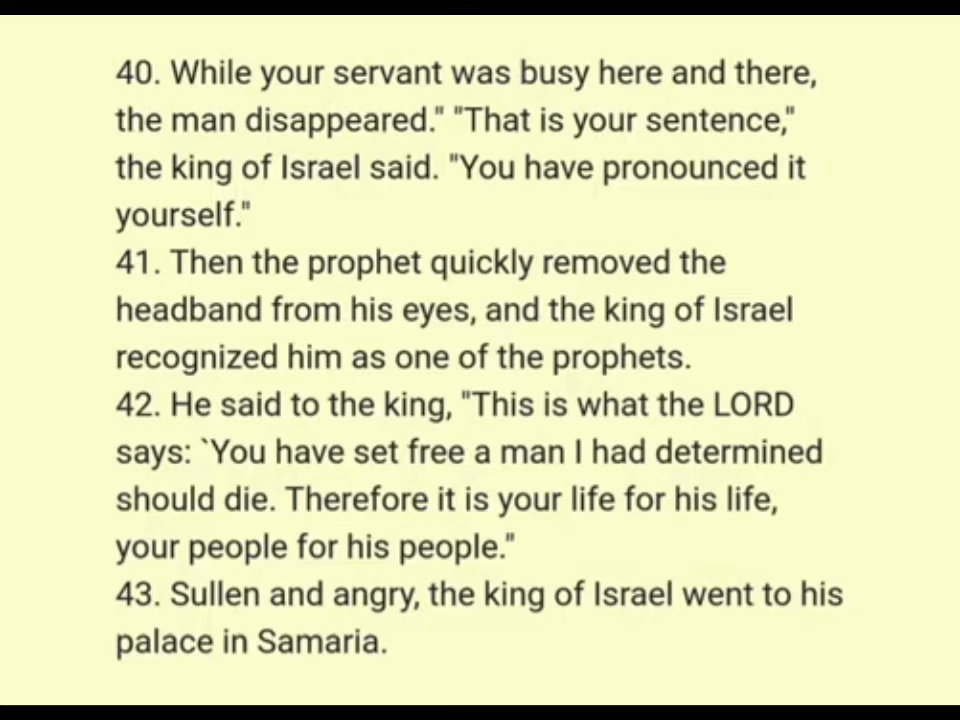 40. While your servant was busy here and there,
the man disappeared." "That is your sentence,"
the king of Israel said. "You have pronounced it
yourself."
41. Then the prophet quickly removed the
headband from his eyes, and the king of Israel
recognized him as one of the prophets.
42. He said to the king, "This is what the LORD
says: `You have set free a man I had determined
should die. Therefore it is your life for his life,
your people for his people."
43. Sullen and angry, the king of Israel went to his
palace in Samaria.